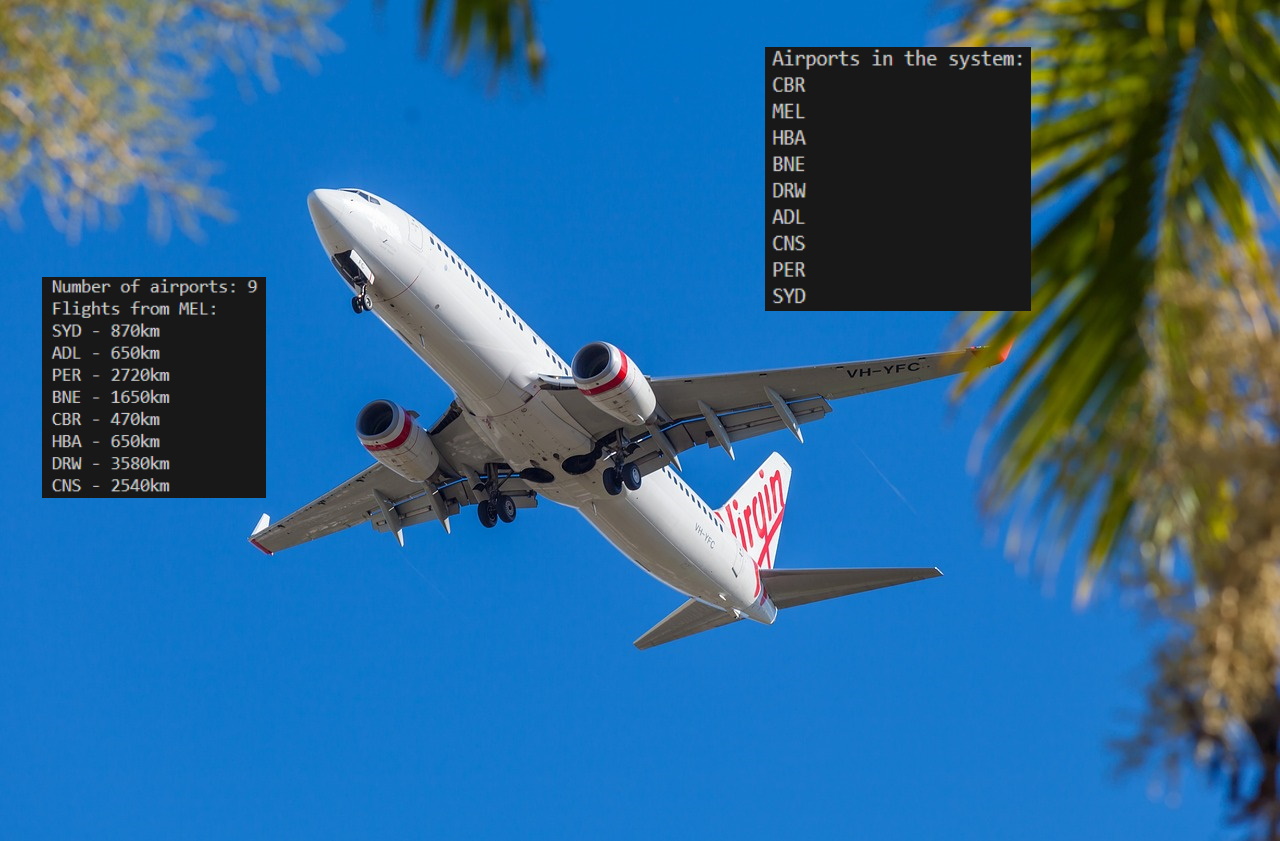 Airports in the system:
CBR
MEL
HBA
BNE
DRW
ADL
CNS
PER
SYD
Number of airports: 9
Flights from MEL:
SYD - 870km
ADL - 650km
PER - 2720km
BNE - 1650km
CBR - 470km
HBA - 650km
DRW - 3580km
CNS - 2540km
VH-YFC
Virgin
VH-YFC